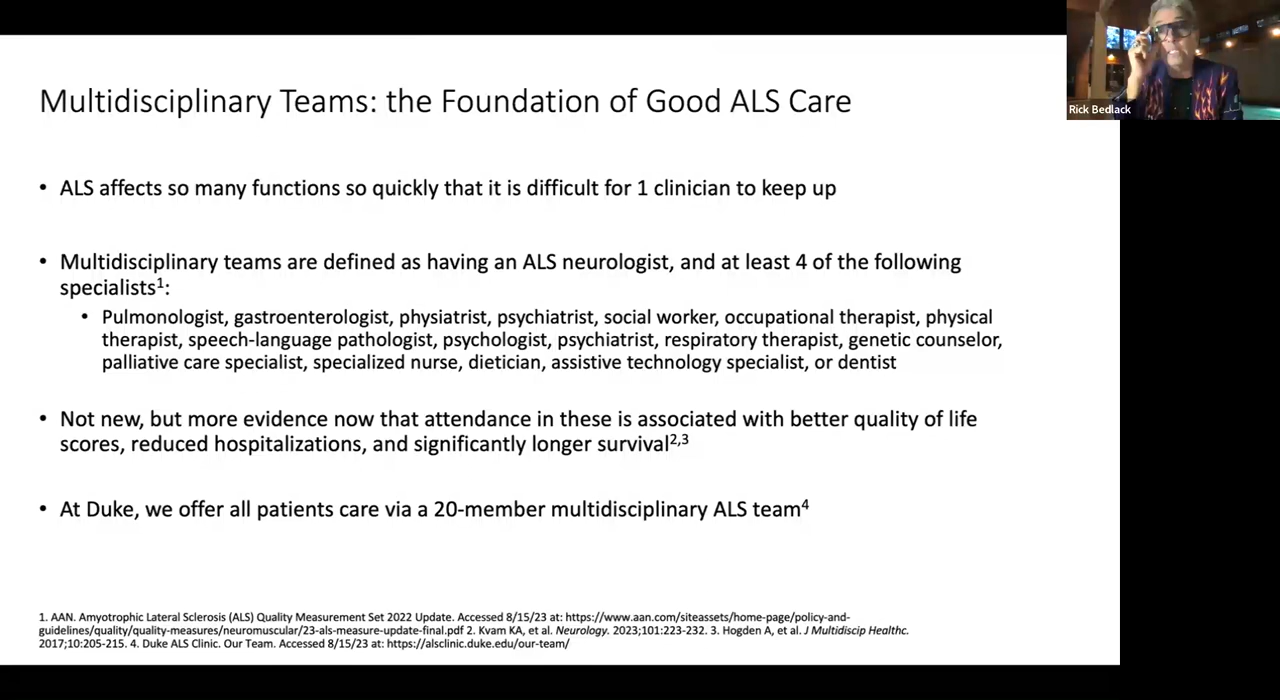 Rick Bedlack
Multidisciplinary Teams: the Foundation of Good ALS Care
• ALS affects so many functions so quickly that it is difficult for 1 clinician to keep up
• Multidisciplinary teams are defined as having an ALS neurologist, and at least 4 of the following
specialists1:
• Pulmonologist, gastroenterologist, physiatrist, psychiatrist, social worker, occupational therapist, physical
therapist, speech-language pathologist, psychologist, psychiatrist, respiratory therapist, genetic counselor,
palliative care specialist, specialized nurse, dietician, assistive technology specialist, or dentist
• Not new, but more evidence now that attendance in these is associated with better quality of life
scores, reduced hospitalizations, and significantly longer survival2,3
• At Duke, we offer all patients care via a 20-member multidisciplinary ALS team4
1. AAN. Amyotrophic Lateral Sclerosis (ALS) Quality Measurement Set 2022 Update. Accessed 8/15/23 at: https://www.aan.com/siteassets/home-page/policy-and-
guidelines/quality/quality-measures/neuromuscular/23-als-measure-update-final.pdf 2. Kvam KA, et al. Neurology. 2023;101:223-232. 3. Hogden A, et al. J Multidiscip Healthc.
2017;10:205-215. 4. Duke ALS Clinic. Our Team. Accessed 8/15/23 at: https://alsclinic.duke.edu/our-team/